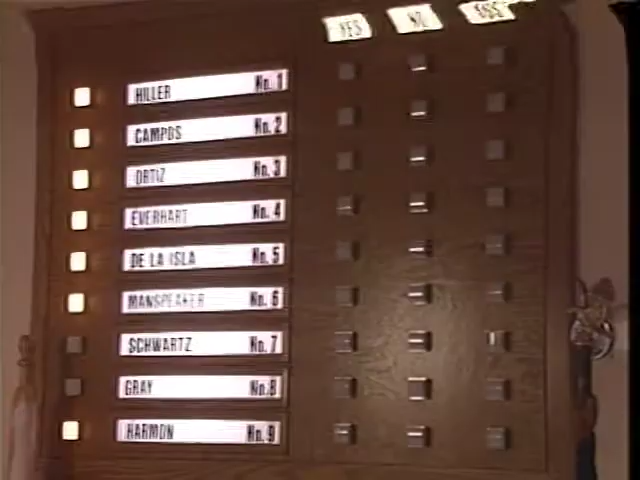 YES NO
HILLER No.1
CAMPOS No.2
ORTIZ No.3
EVERHART No.4
DE LA ISLA No.5
MANSPEAKER No.6
SCHWARTZ No.7
GRAY No.8
HARMON No.9